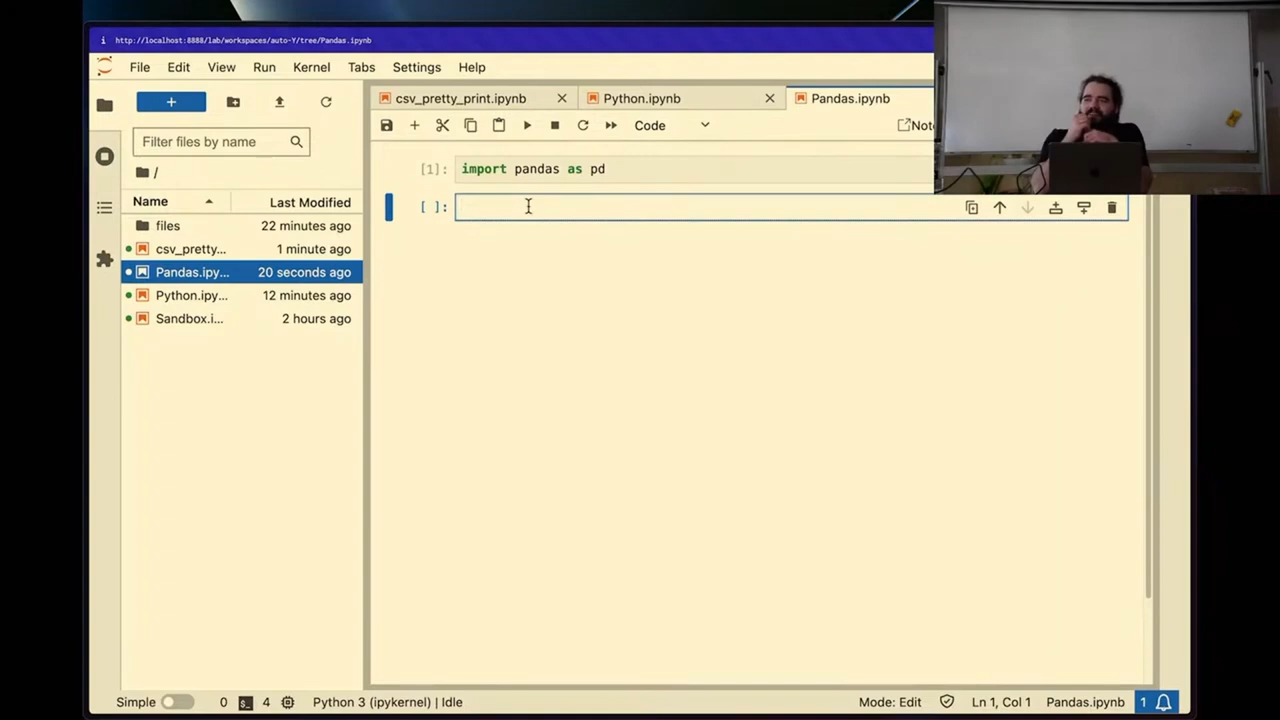 http://localhost:8888/lab/workspaces/auto-Y/tree/Pandas.ipynb
File Edit View Run Kernel Tabs Settings Help
+
csv_pretty_print.ipynb
Python.ipynb
Pandas.ipynb
Code
Filter files by name
/
Name Last Modified
files 22 minutes ago
csv_pretty... 1 minute ago
Pandas.ipy... 20 seconds ago
Python.ipy... 12 minutes ago
Sandbox.i... 2 hours ago
[1]: import pandas as pd
[ ]:
Simple 0 4 Python 3 (ipykernel) | Idle Mode: Edit Ln 1, Col 1 Pandas.ipynb 1